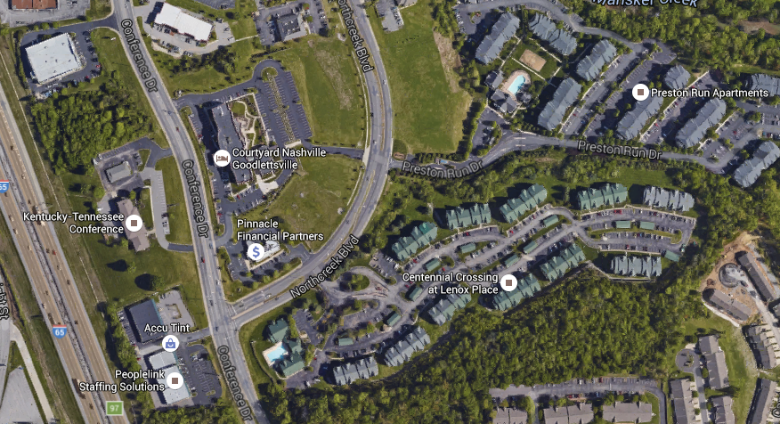 Mansker Creek
Northcreek Blvd
Conference Dr
Preston Run Apartments
Courtyard Nashville
Goodlettsville
Preston Run Dr
Preston Run Dr
65
Conference Dr
Kentucky-Tennessee
Conference
Pinnacle
Financial Partners
$
Northcreek Blvd
Centennial Crossing
at Lenox Place
65
Accu Tint
Peoplelink
Staffing Solutions
Conference Dr
97